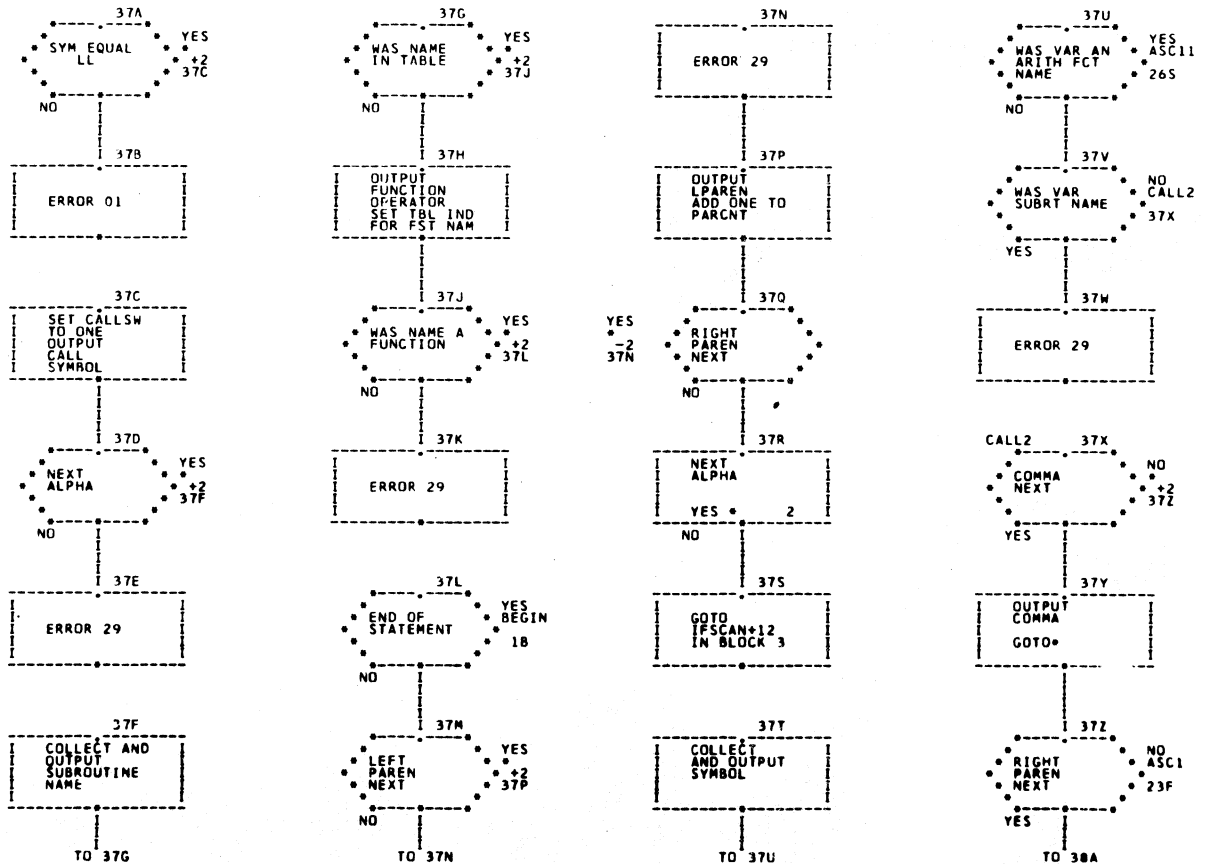 37A
SYM EQUAL
LL
YES
*+2
37C
NO
37B
ERROR 01
37C
SET CALLSW
TO ONE
OUTPUT
CALL
SYMBOL
37D
NEXT
ALPHA
YES
*+2
37F
NO
37E
ERROR 29
37F
COLLECT AND
OUTPUT
SUBROUTINE
NAME
TO 37G
37G
WAS NAME
IN TABLE
YES
*+2
37J
NO
37H
OUTPUT
FUNCTION
OPERATOR
SET TBL IND
FOR FST NAM
37J
WAS NAME A
FUNCTION
YES
*+2
37L
NO
37K
ERROR 29
37L
END OF
STATEMENT
YES
BEGIN
1B
NO
37M
LEFT
PAREN
NEXT
YES
*+2
37P
NO
TO 37N
37N
ERROR 29
37P
OUTPUT
LPAREN
ADD ONE TO
PARCNT
37Q
RIGHT
PAREN
NEXT
YES
*-2
37N
NO
37R
NEXT
ALPHA
YES * 2
NO
37S
GOTO
IFSCAN+12
IN BLOCK 3
37T
COLLECT
AND OUTPUT
SYMBOL
TO 37U
37U
WAS VAR AN
ARITH FCT
NAME
YES
ASC11
26S
NO
37V
WAS VAR
SUBRT NAME
NO
CALL2
37X
YES
37W
ERROR 29
CALL2
37X
COMMA
NEXT
NO
*+2
37Z
YES
37Y
OUTPUT
COMMA
GOTO*
37Z
RIGHT
PAREN
NEXT
NO
ASC1
23F
YES
TO 38A